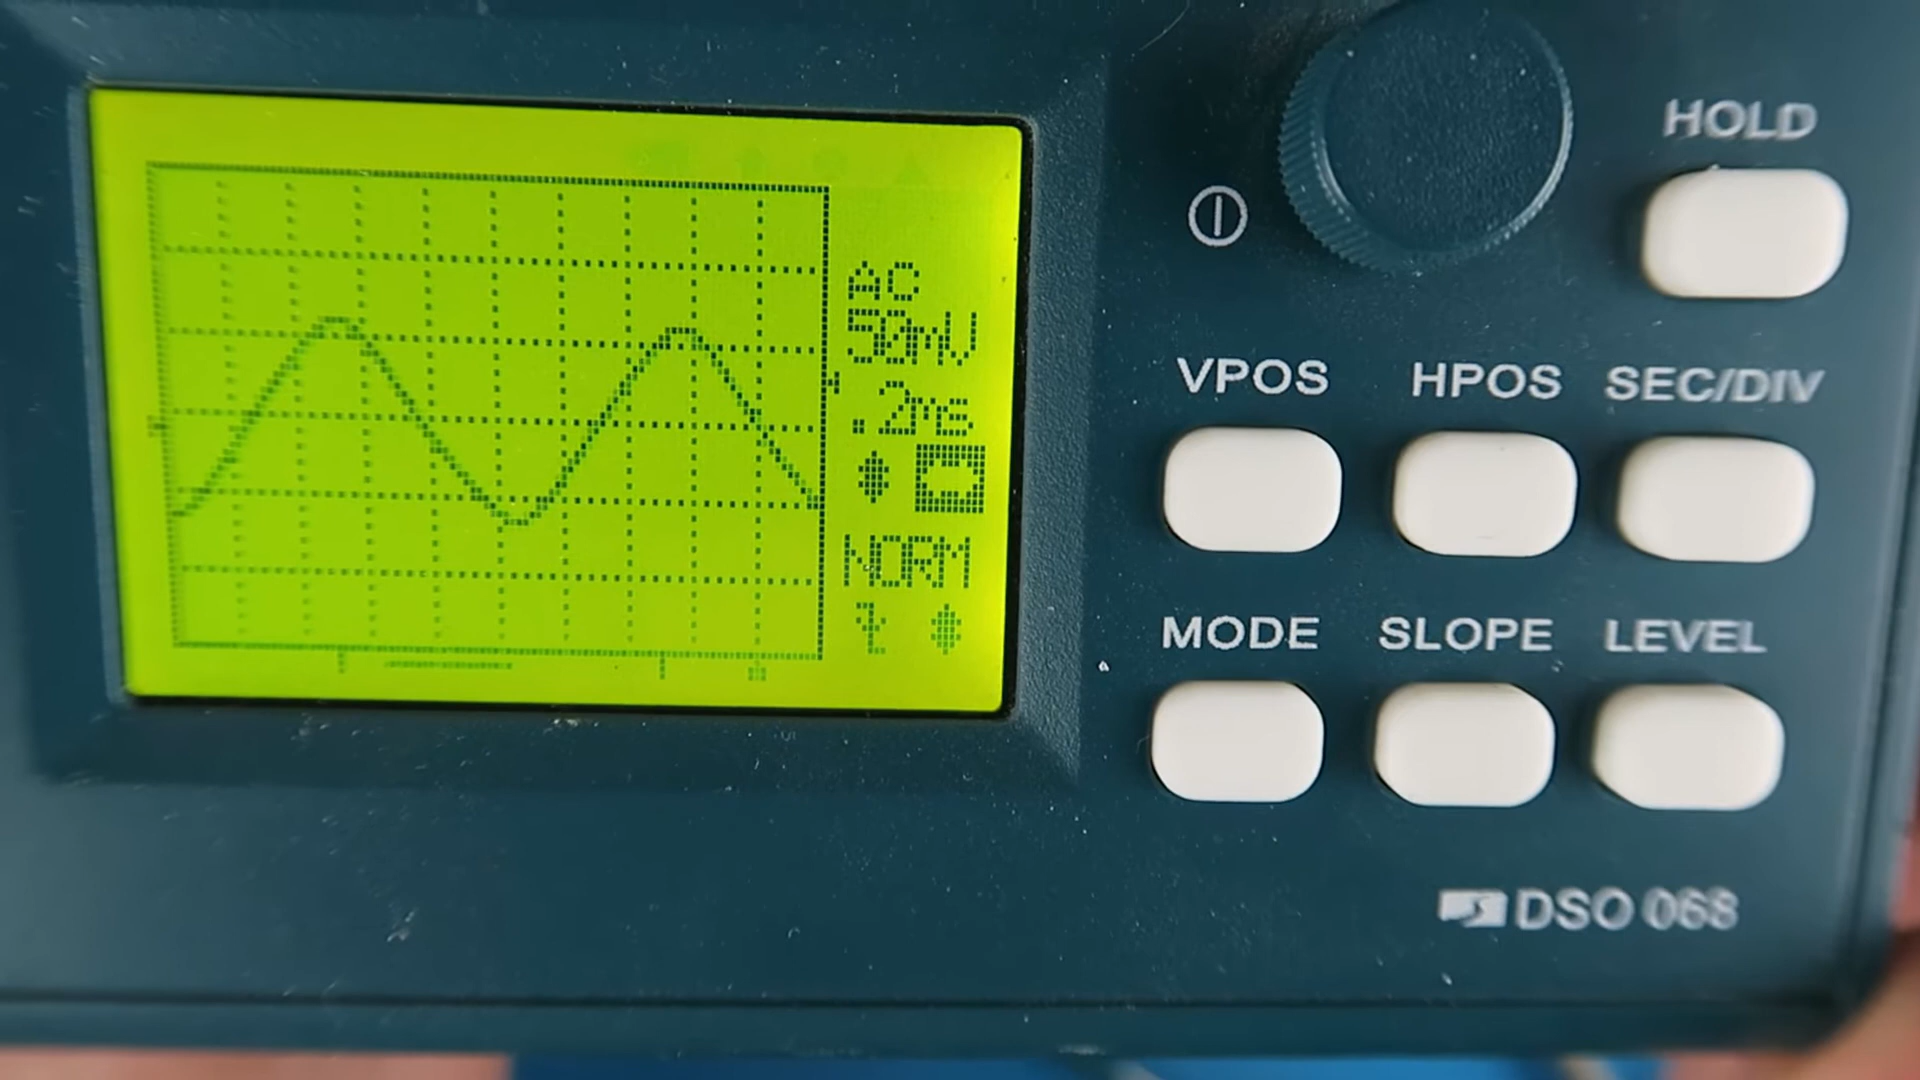 HOLD
AC
50mV
.2ms
VPOS HPOS SEC/DIV
NORM
MODE SLOPE LEVEL
DSO 068